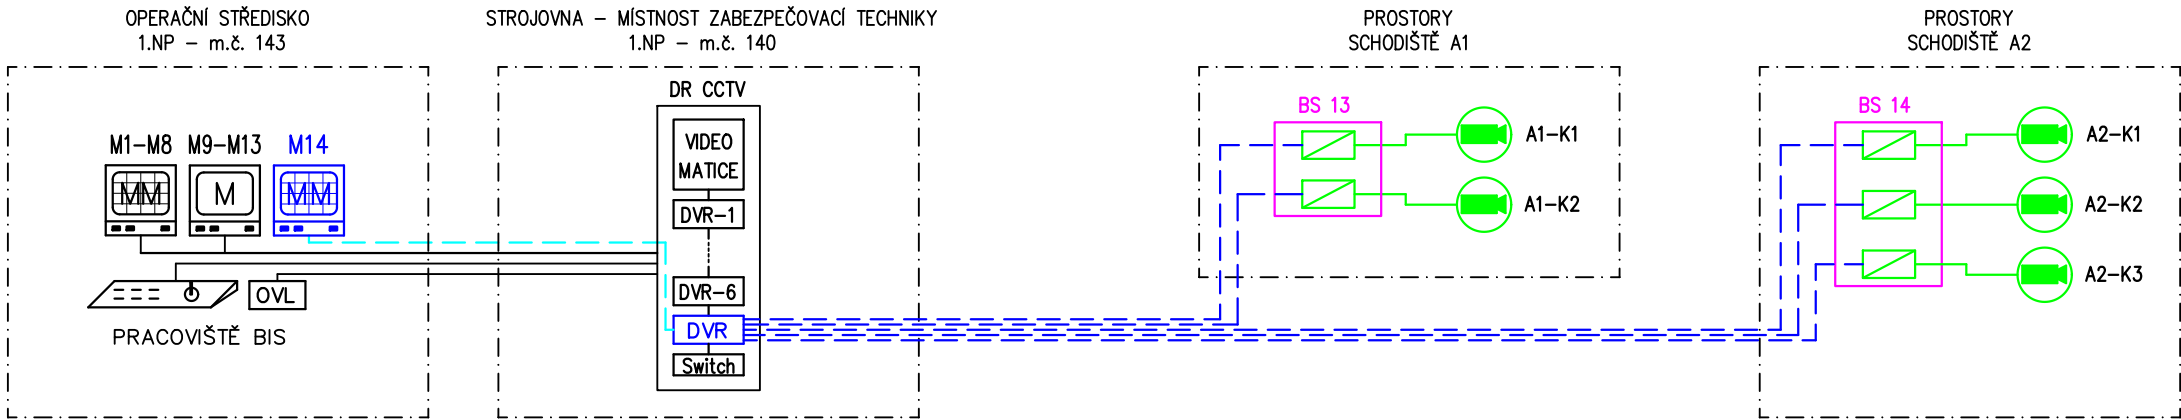 OPERAČNÍ STŘEDISKO
1.NP – m.č. 143
M1–M8 M9–M13 M14
MM M MM
OVL
PRACOVIŠTĚ BIS
STROJOVNA – MÍSTNOST ZABEZPEČOVACÍ TECHNIKY
1.NP – m.č. 140
DR CCTV
VIDEO
MATICE
DVR–1
DVR–6
DVR
Switch
PROSTORY
SCHODIŠTĚ A1
BS 13
A1–K1
A1–K2
PROSTORY
SCHODIŠTĚ A2
BS 14
A2–K1
A2–K2
A2–K3